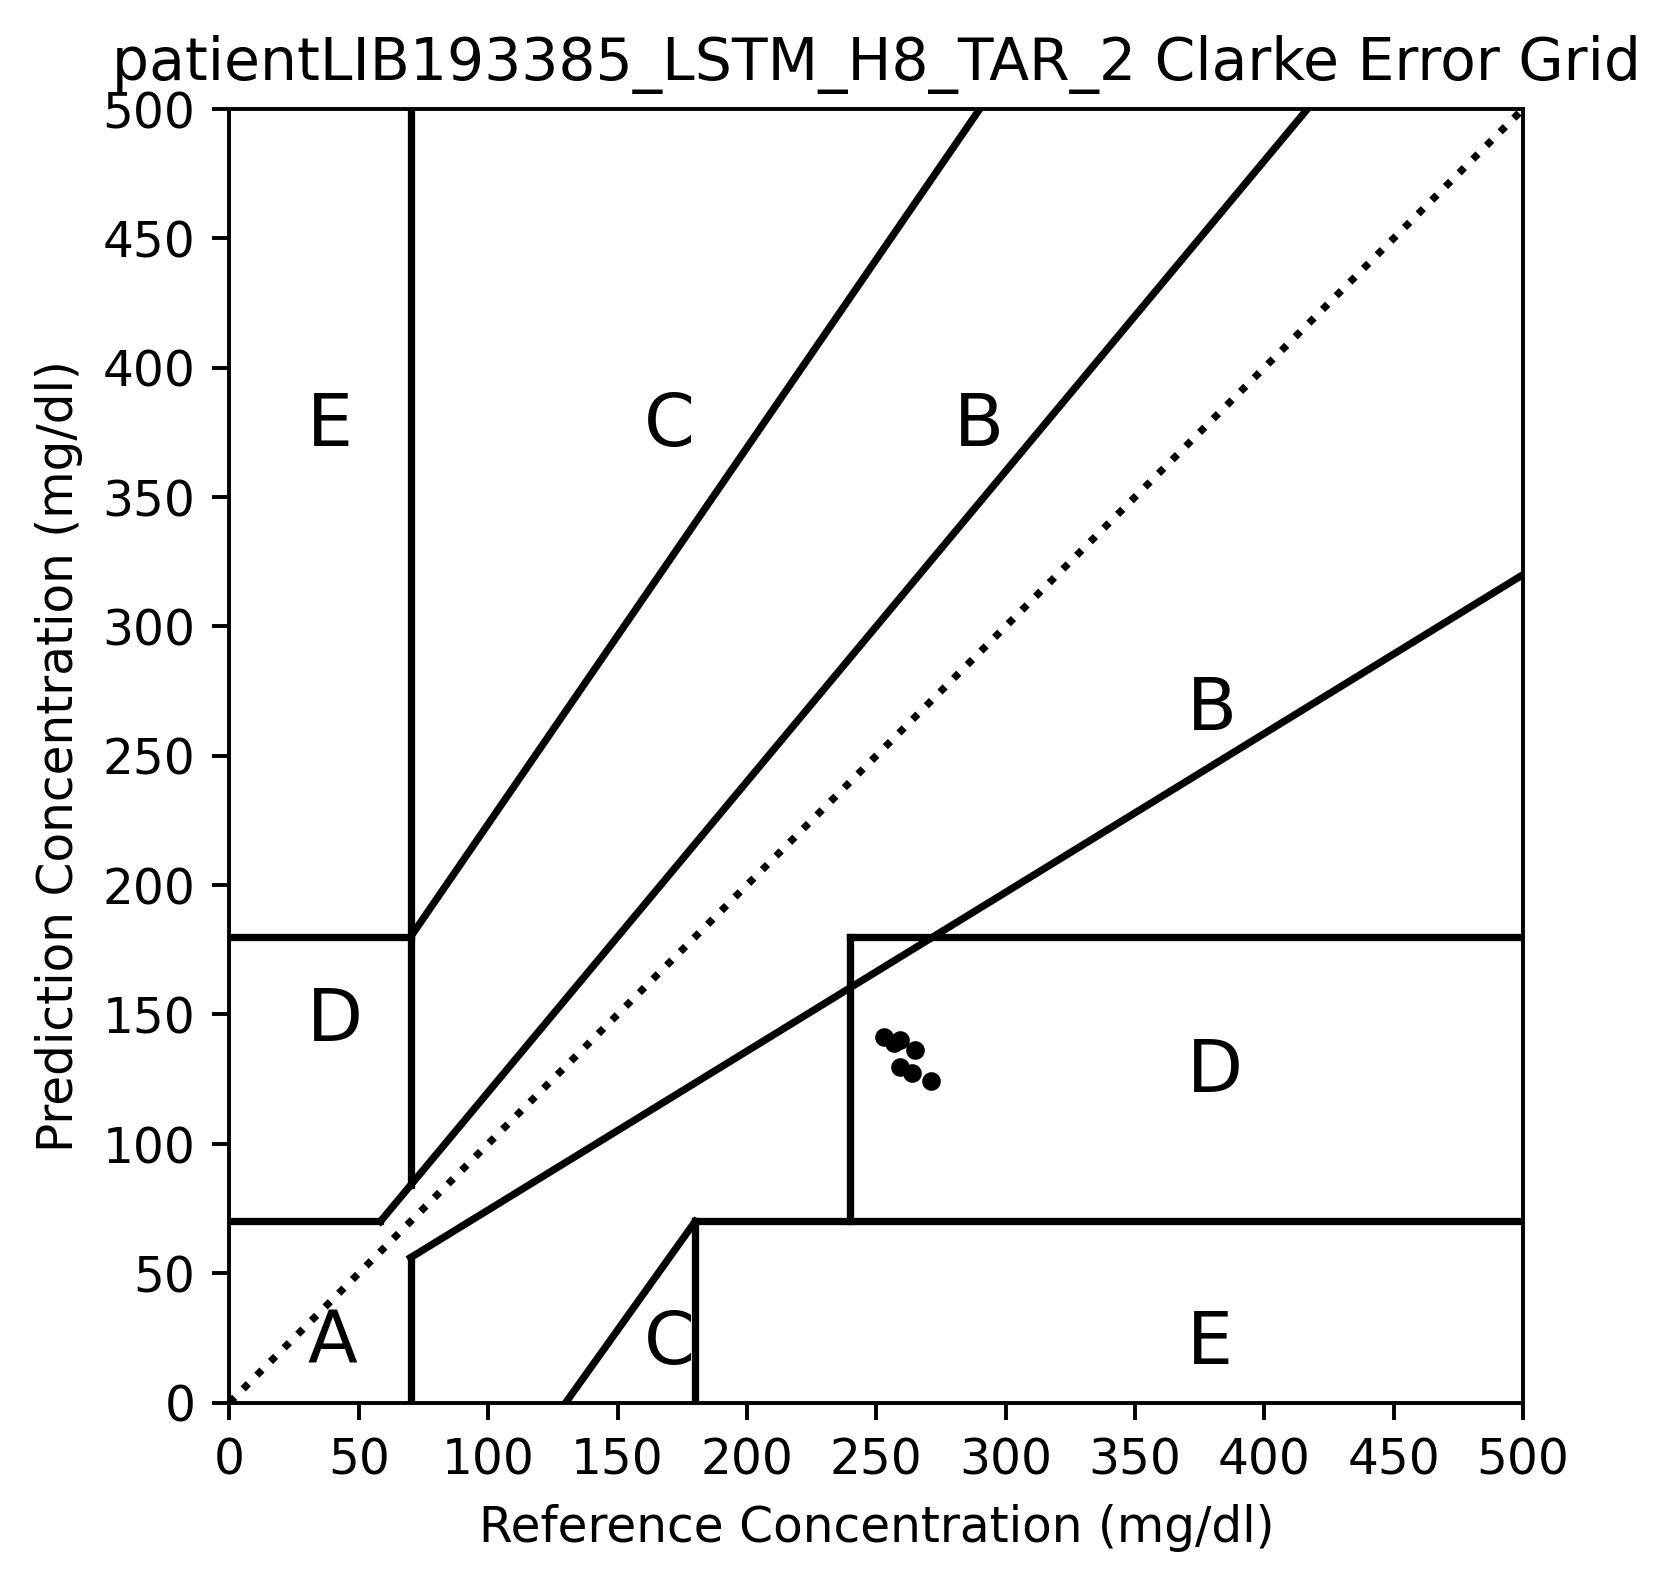 patientLIB193385_LSTM_H8_TAR_2 Clarke Error Grid
500
450
400
350
300
250
200
150
100
50
0
Prediction Concentration (mg/dl)
E
C
B
B
D
D
A
C
E
0 50 100 150 200 250 300 350 400 450 500
Reference Concentration (mg/dl)